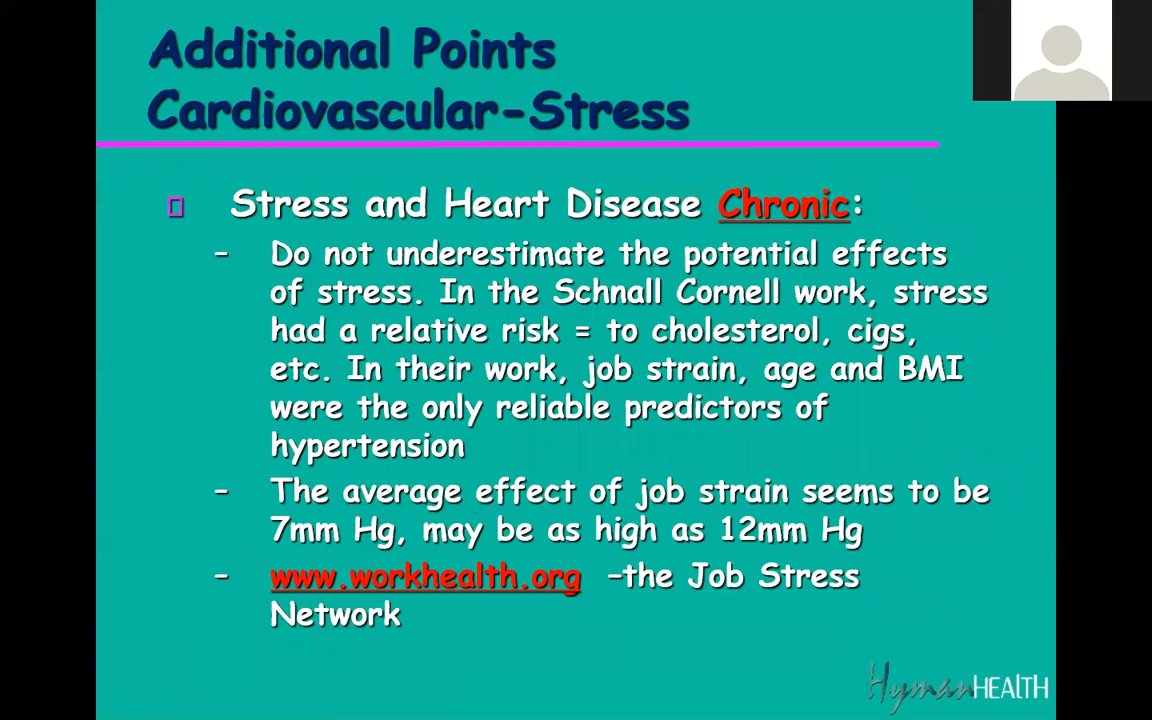 Additional Points
Cardiovascular-Stress
Stress and Heart Disease Chronic:
– Do not underestimate the potential effects
of stress. In the Schnall Cornell work, stress
had a relative risk = to cholesterol, cigs,
etc. In their work, job strain, age and BMI
were the only reliable predictors of
hypertension
– The average effect of job strain seems to be
7mm Hg, may be as high as 12mm Hg
– www.workhealth.org –the Job Stress
Network
HymanHEALTH